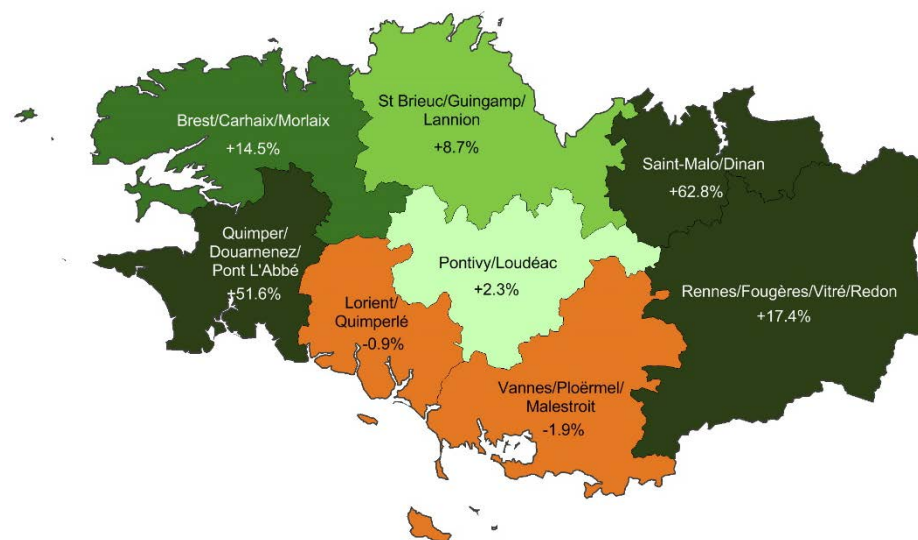 St Brieuc/Guingamp/
Lannion
+8.7%
Brest/Carhaix/Morlaix
+14.5%
Saint-Malo/Dinan
+62.8%
Quimper/
Douarnenez/
Pont L'Abbé
+51.6%
Pontivy/Loudéac
+2.3%
Rennes/Fougères/Vitré/Redon
+17.4%
Lorient/
Quimperlé
-0.9%
Vannes/Ploërmel/
Malestroit
-1.9%